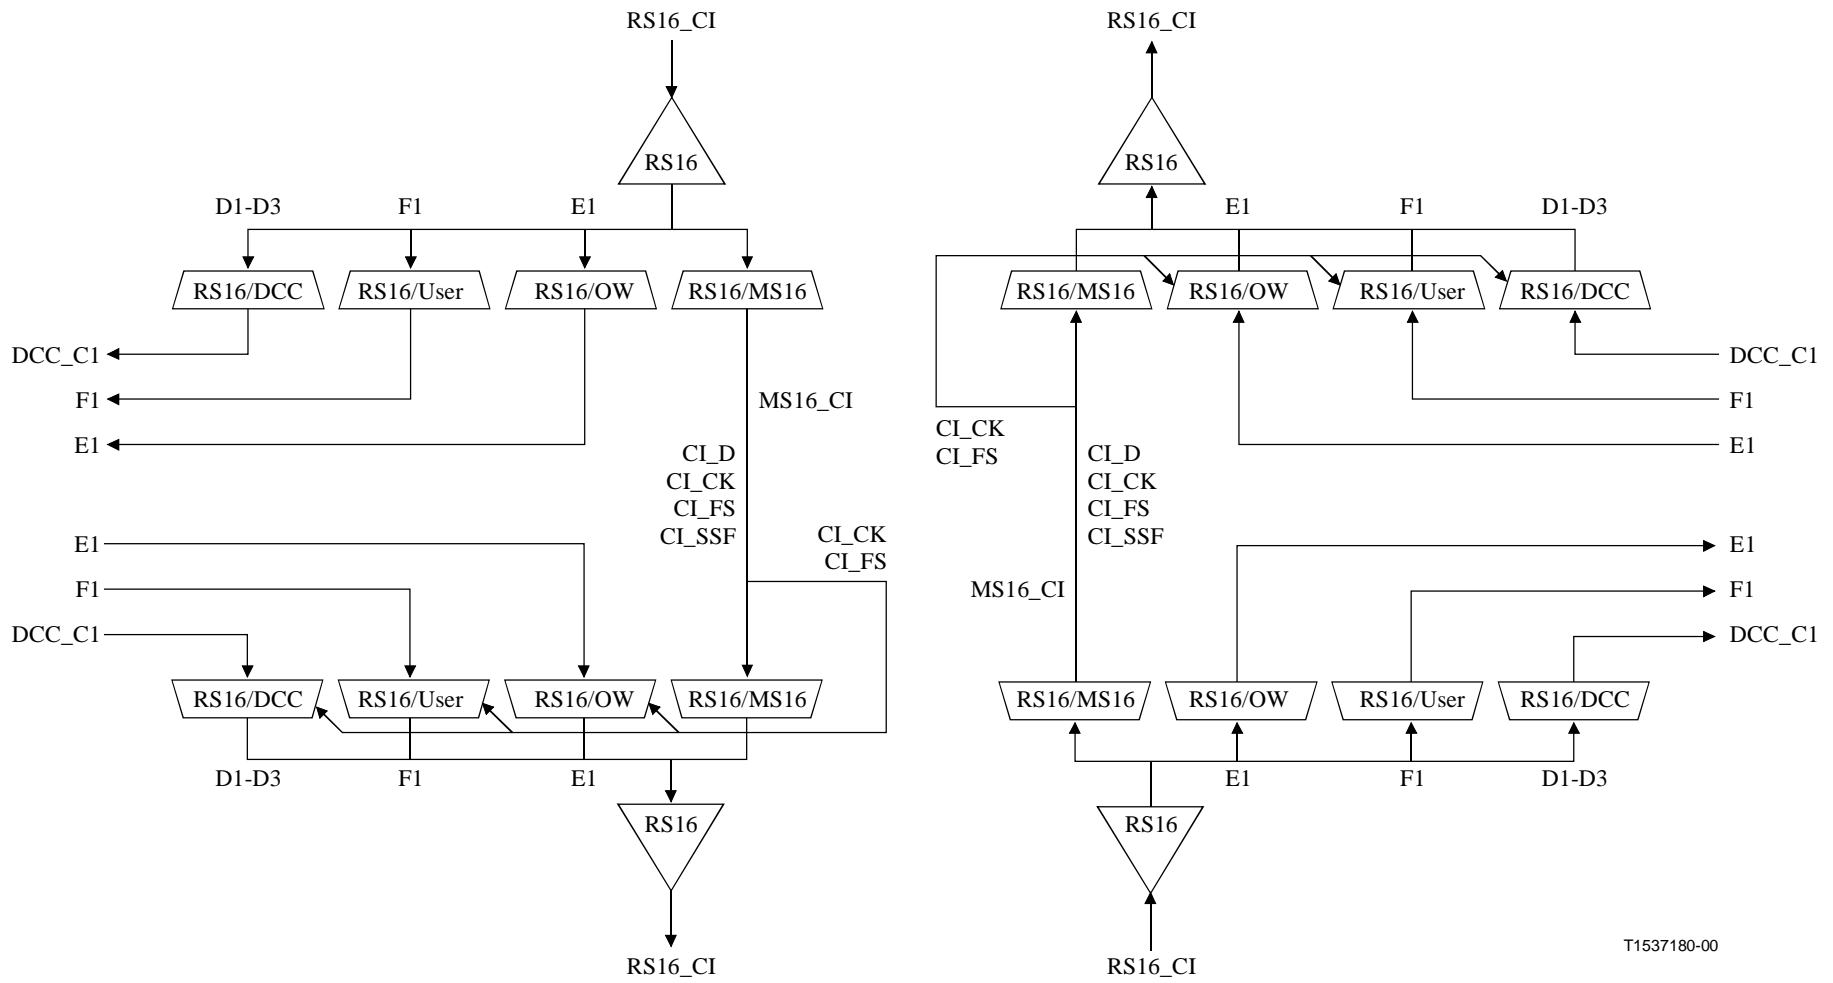 RS16_CI RS16_CI
RS16 RS16
D1-D3 F1 E1 E1 F1 D1-D3
RS16/DCC RS16/User RS16/OW RS16/MS16 RS16/MS16 RS16/OW RS16/User RS16/DCC
DCC_C1 DCC_C1
F1 MS16_CI F1
CI_CK
E1 CI_D CI_FS CI_D E1
CI_CK CI_CK
CI_FS CI_FS
CI_SSF CI_CK CI_SSF
E1 CI_FS E1
F1 MS16_CI F1
DCC_C1 DCC_C1
RS16/DCC RS16/User RS16/OW RS16/MS16 RS16/MS16 RS16/OW RS16/User RS16/DCC
D1-D3 F1 E1 E1 F1 D1-D3
RS16 RS16
T1537180-00
RS16_CI RS16_CI